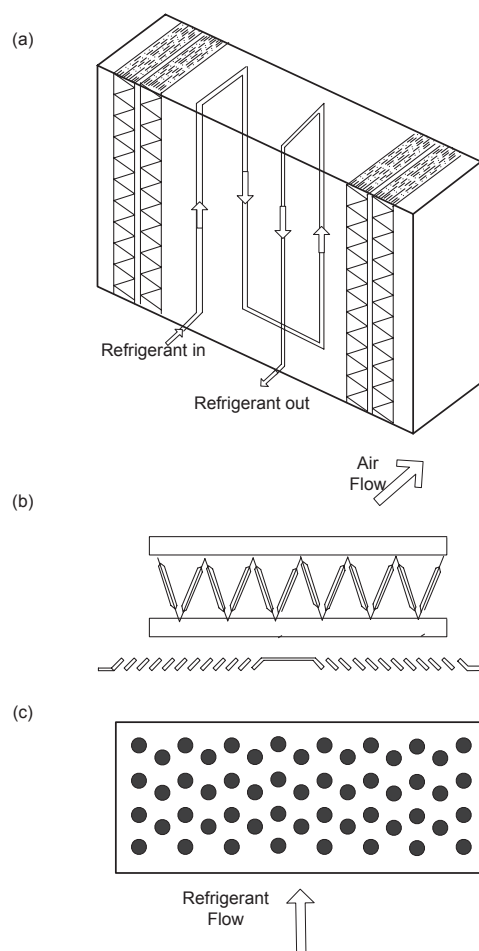 (a)
Refrigerant in
Refrigerant out
Air
Flow
(b)
(c)
Refrigerant
Flow